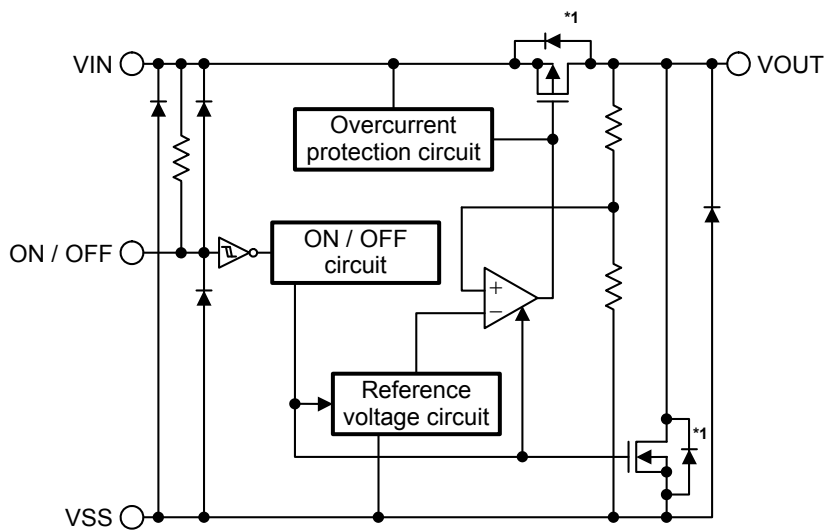 *1
VIN
VOUT
Overcurrent
protection circuit
ON / OFF
ON / OFF
circuit
+
−
Reference
voltage circuit
*1
VSS